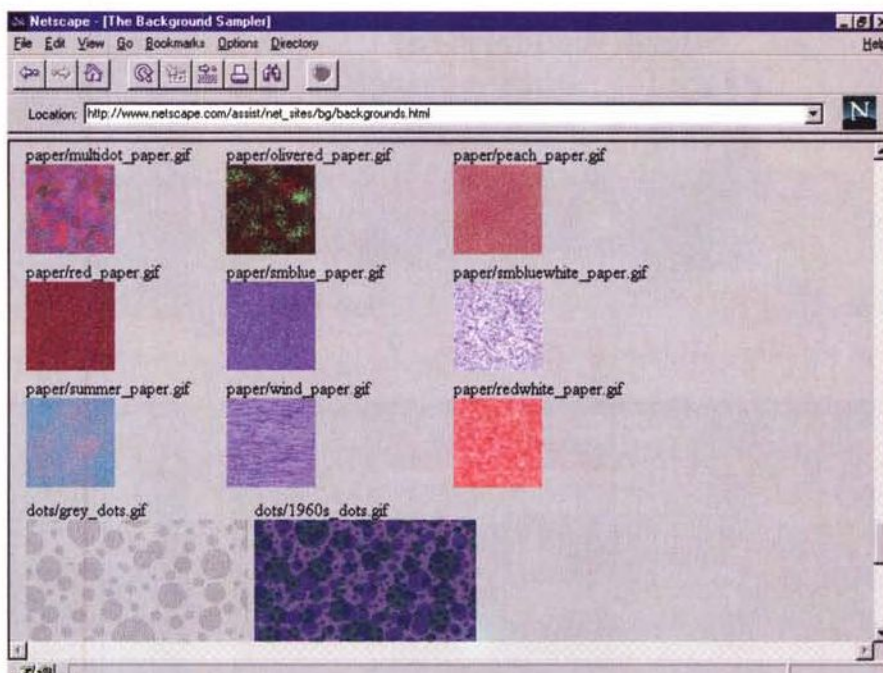 Netscape - [The Background Sampler]
File Edit View Go Bookmarks Options Directory Help
Location: http://www.netscape.com/assist/net_sites/bg/backgrounds.html
N
paper/multidot_paper.gif paper/olivered_paper.gif paper/peach_paper.gif
paper/red_paper.gif paper/smblue_paper.gif paper/smbluewhite_paper.gif
paper/summer_paper.gif paper/wind_paper.gif paper/redwhite_paper.gif
dots/grey_dots.gif dots/1960s_dots.gif